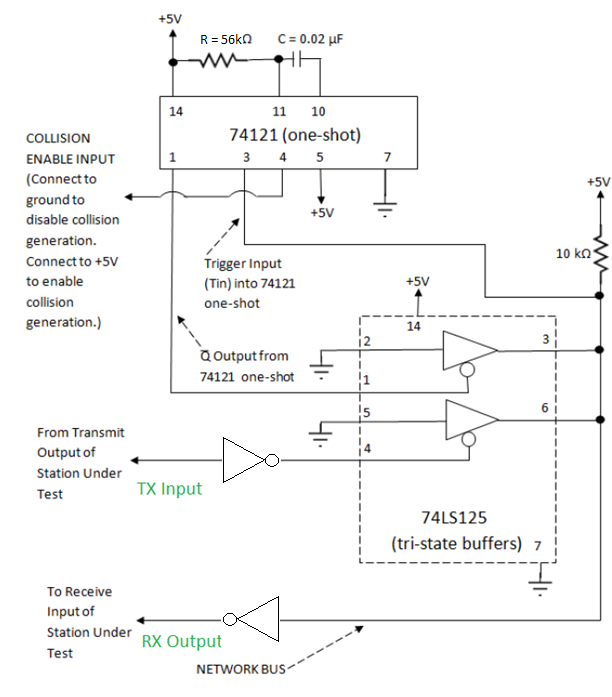 +5V
R = 56kΩ
C = 0.02 µF
14
11
10
74121 (one-shot)
1
3
4
5
7
COLLISION
ENABLE INPUT
(Connect to
ground to
disable collision
generation.
Connect to +5V
to enable
collision
generation.)
+5V
+5V
10 kΩ
Trigger Input
(Tin) into 74121
one-shot
+5V
14
2
3
1
Q Output from
74121 one-shot
5
6
4
From Transmit
Output of
Station Under
Test
TX Input
74LS125
(tri-state buffers)
7
To Receive
Input of
Station Under
Test
RX Output
NETWORK BUS